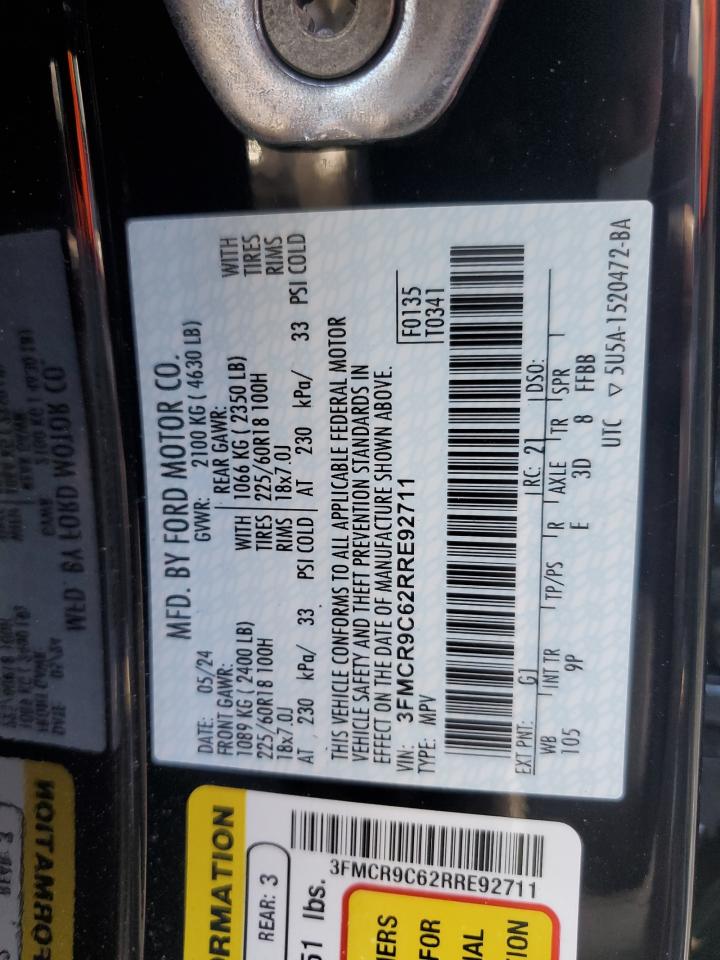 MFD. BY FORD MOTOR CO.
DATE: 05/24 GVWR: 2100 KG ( 4630 LB)
FRONT GAWR: REAR GAWR:
1089 KG ( 2400 LB) WITH 1066 KG ( 2350 LB) WITH
225/60R18 100H TIRES 225/60R18 100H TIRES
18x7.0J RIMS 18x7.0J RIMS
AT 230 kPa/ 33 PSI COLD AT 230 kPa/ 33 PSI COLD
THIS VEHICLE CONFORMS TO ALL APPLICABLE FEDERAL MOTOR
VEHICLE SAFETY AND THEFT PREVENTION STANDARDS IN
EFFECT ON THE DATE OF MANUFACTURE SHOWN ABOVE.
VIN: 3FMCR9C62RRE92711 F0135
TYPE: MPV T0341
EXT PNT: G1 RC: 21 DSO:
WB INT TR TP/PS R AXLE TR SPR
105 9P E 3D 8 FFBB
UTC ▽ 5U5A-1520472-BA
RMATION
REAR: 3
51 lbs.
3FMCR9C62RRE92711
ERS
FOR
IAL
ION